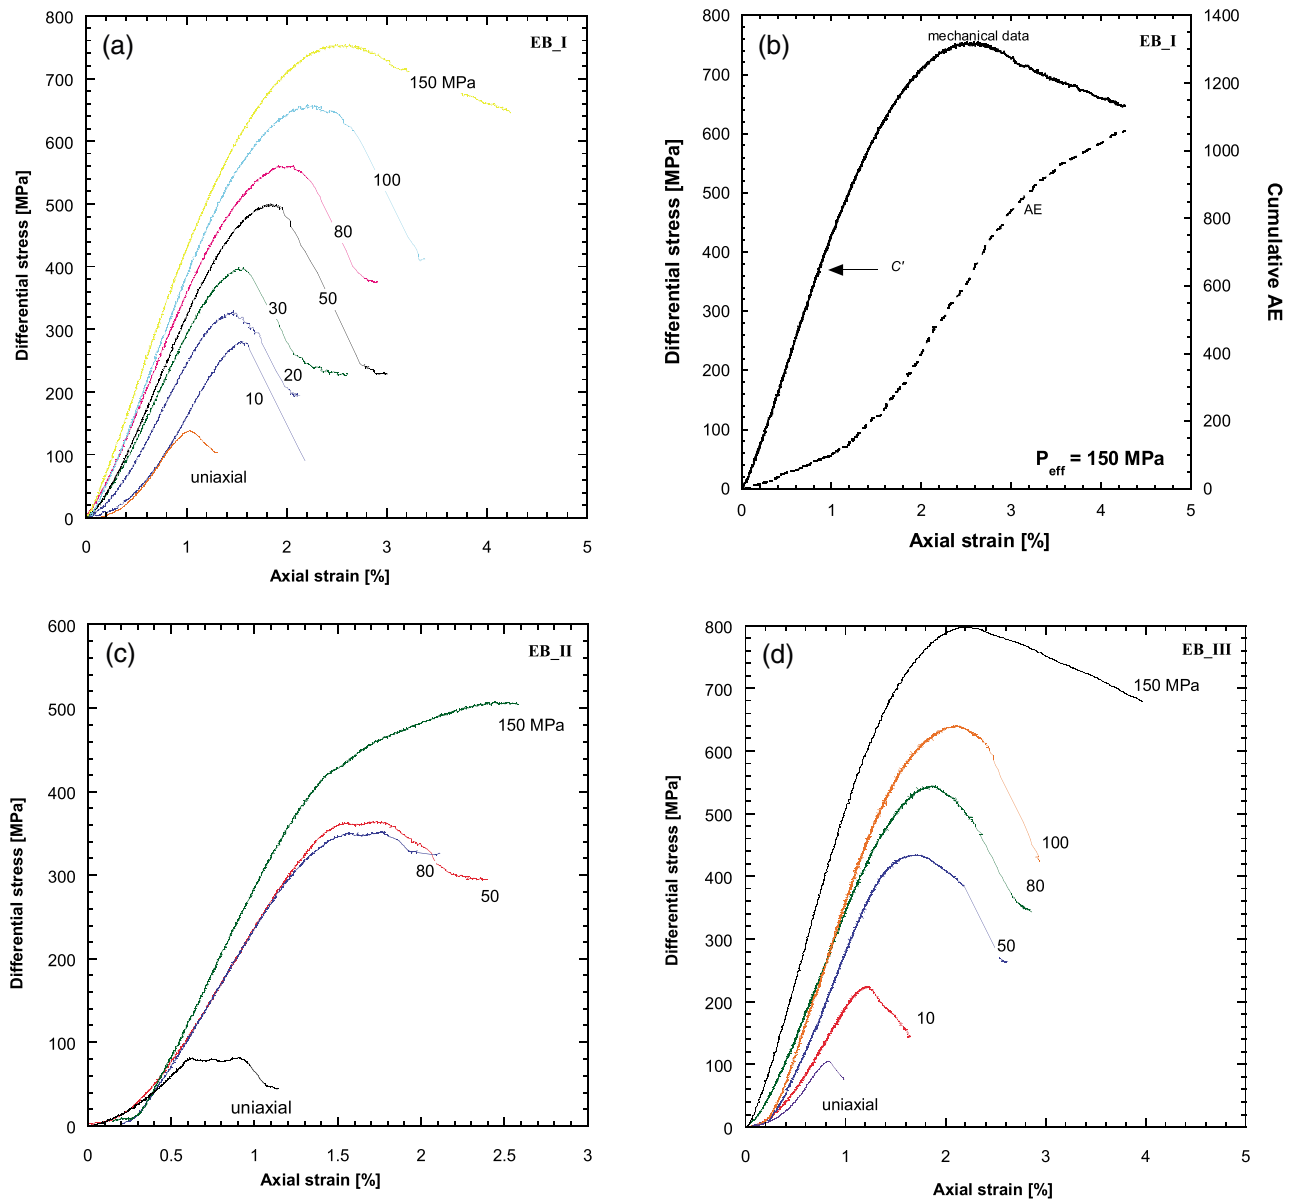 (a)
EB_I
800
700
600
500
400
300
200
100
0
Differential stress [MPa]
150 MPa
100
80
50
30
20
10
uniaxial
0 1 2 3 4 5
Axial strain [%]
(b)
mechanical data
EB_I
800
700
600
500
400
300
200
100
0
Differential stress [MPa]
C'
AE
P_eff = 150 MPa
1400
1200
1000
800
600
400
200
0
Cumulative AE
0 1 2 3 4 5
Axial strain [%]
(c)
EB_II
600
500
400
300
200
100
0
Differential stress [MPa]
150 MPa
80
50
uniaxial
0 0.5 1 1.5 2 2.5 3
Axial strain [%]
(d)
EB_III
800
700
600
500
400
300
200
100
0
Differential stress [MPa]
150 MPa
100
80
50
10
uniaxial
0 1 2 3 4 5
Axial strain [%]